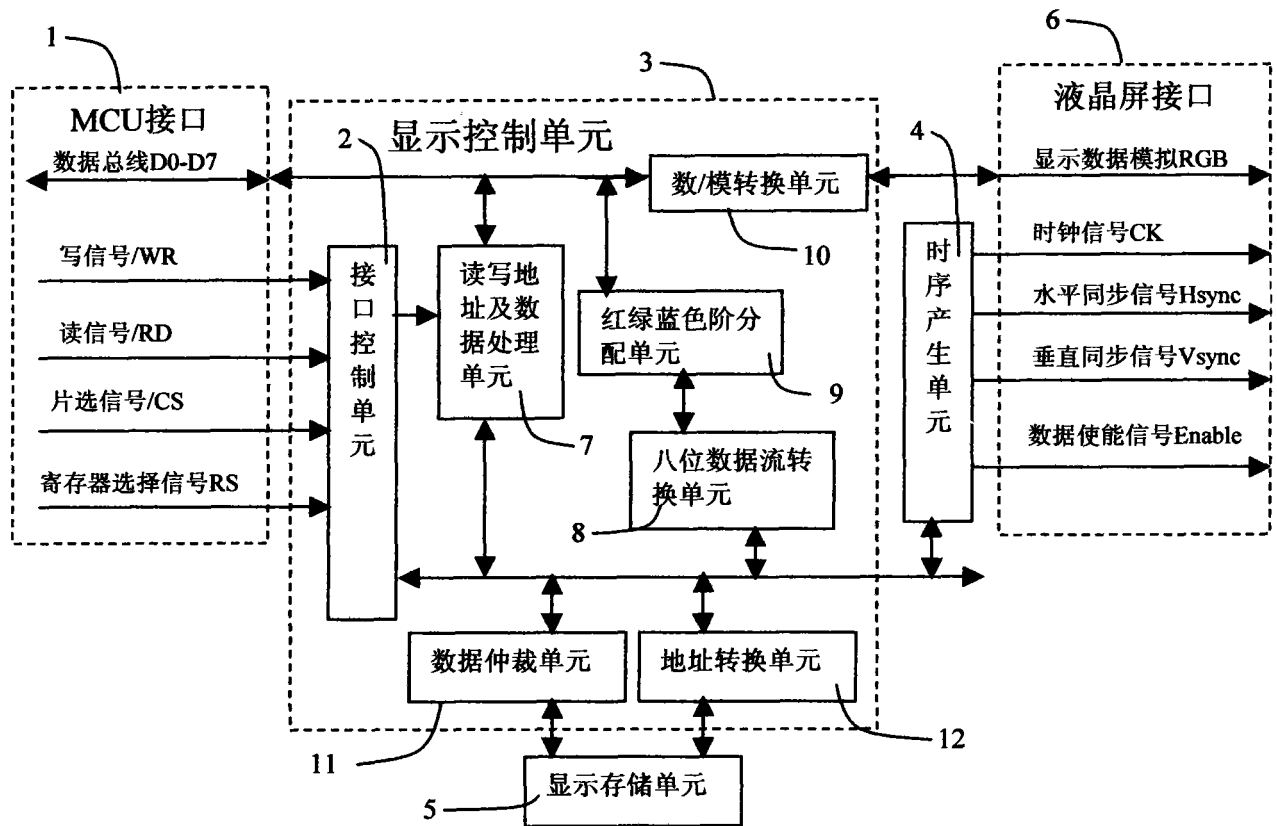 1
MCU接口
数据总线D0-D7
写信号/WR
读信号/RD
片选信号/CS
寄存器选择信号RS
2
接
口
控
制
单
元
3
显示控制单元
数/模转换单元
10
读写地
址及数
据处理
单元
7
红绿蓝色阶分
配单元
9
八位数据流转
换单元
8
数据仲裁单元
11
地址转换单元
12
显示存储单元
5
4
时
序
产
生
单
元
6
液晶屏接口
显示数据模拟RGB
时钟信号CK
水平同步信号Hsync
垂直同步信号Vsync
数据使能信号Enable